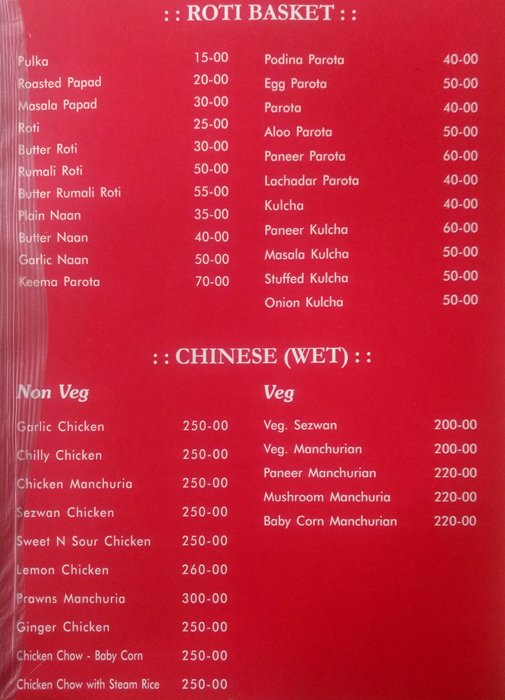 : : ROTI BASKET : :
Pulka 15-00
Roasted Papad 20-00
Masala Papad 30-00
Roti 25-00
Butter Roti 30-00
Rumali Roti 50-00
Butter Rumali Roti 55-00
Plain Naan 35-00
Butter Naan 40-00
Garlic Naan 50-00
Keema Parota 70-00
Podina Parota 40-00
Egg Parota 50-00
Parota 40-00
Aloo Parota 50-00
Paneer Parota 60-00
Lachadar Parota 40-00
Kulcha 40-00
Paneer Kulcha 60-00
Masala Kulcha 50-00
Stuffed Kulcha 50-00
Onion Kulcha 50-00
: : CHINESE (WET) : :
Non Veg
Garlic Chicken 250-00
Chilly Chicken 250-00
Chicken Manchuria 250-00
Sezwan Chicken 250-00
Sweet N Sour Chicken 250-00
Lemon Chicken 260-00
Prawns Manchuria 300-00
Ginger Chicken 250-00
Chicken Chow - Baby Corn 250-00
Chicken Chow with Steam Rice 250-00
Veg
Veg. Sezwan 200-00
Veg. Manchurian 200-00
Paneer Manchurian 220-00
Mushroom Manchuria 220-00
Baby Corn Manchurian 220-00